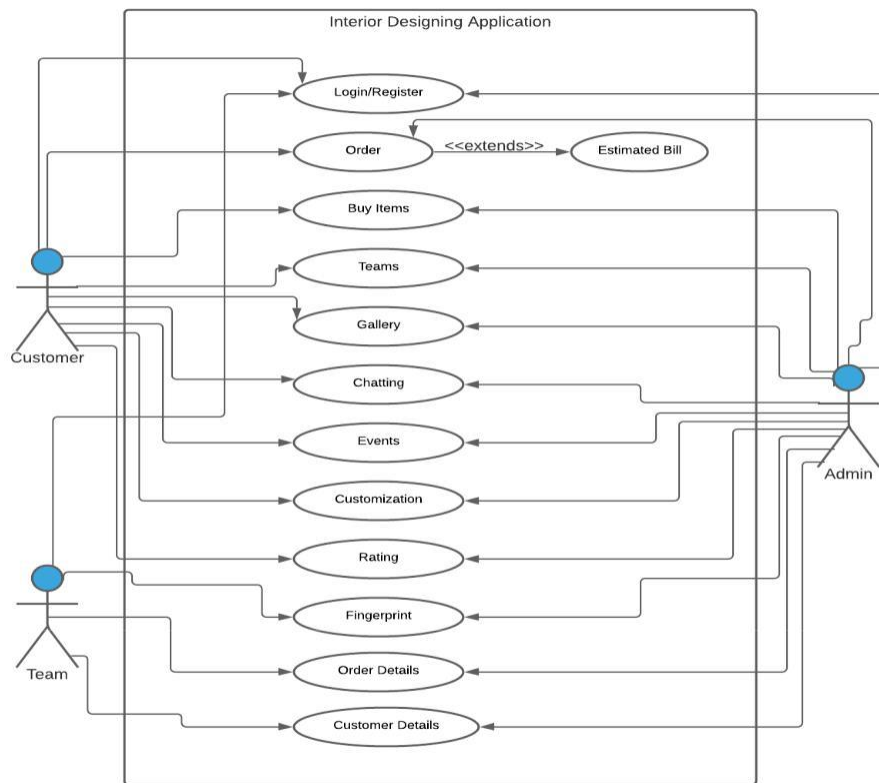 Interior Designing Application
Login/Register
Order
<<extends>>
Estimated Bill
Buy Items
Teams
Gallery
Customer
Chatting
Events
Admin
Customization
Rating
Fingerprint
Team
Order Details
Customer Details